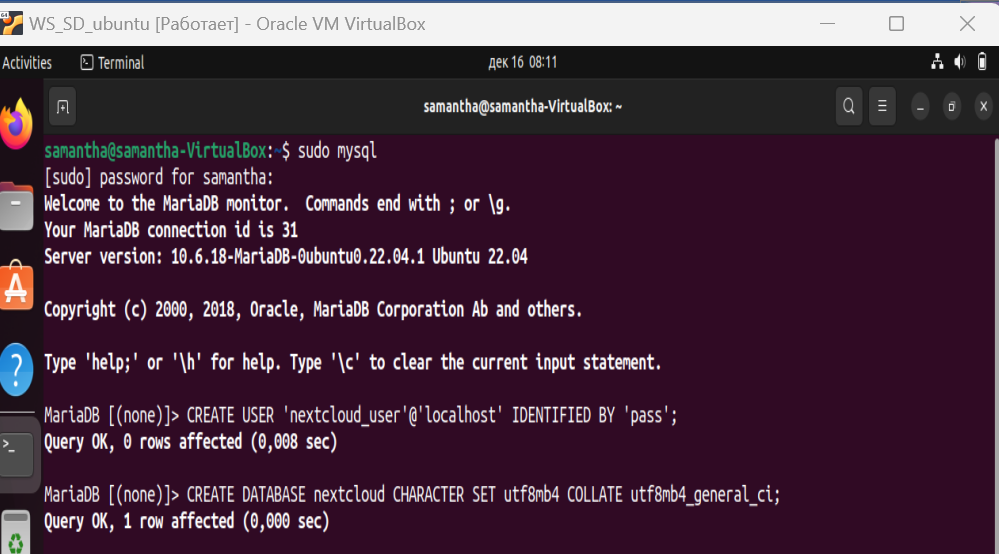 WS_SD_ubuntu [Работает] - Oracle VM VirtualBox
Activities Terminal дек 16 08:11
samantha@samantha-VirtualBox: ~
samantha@samantha-VirtualBox:~$ sudo mysql
[sudo] password for samantha:
Welcome to the MariaDB monitor.  Commands end with ; or \g.
Your MariaDB connection id is 31
Server version: 10.6.18-MariaDB-0ubuntu0.22.04.1 Ubuntu 22.04
Copyright (c) 2000, 2018, Oracle, MariaDB Corporation Ab and others.
Type 'help;' or '\h' for help. Type '\c' to clear the current input statement.
MariaDB [(none)]> CREATE USER 'nextcloud_user'@'localhost' IDENTIFIED BY 'pass';
Query OK, 0 rows affected (0,008 sec)
MariaDB [(none)]> CREATE DATABASE nextcloud CHARACTER SET utf8mb4 COLLATE utf8mb4_general_ci;
Query OK, 1 row affected (0,000 sec)